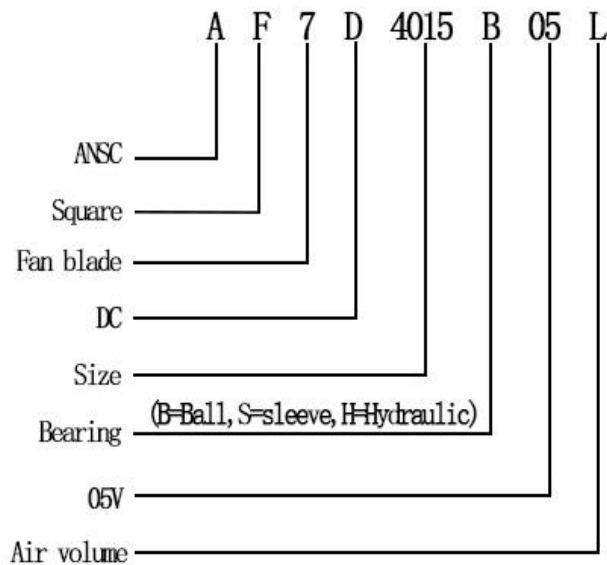 A F 7 D 4015 B 05 L
ANSC
Square
Fan blade
DC
Size
(B=Ball, S=sleeve, H=Hydraulic)
Bearing
05V
Air volume